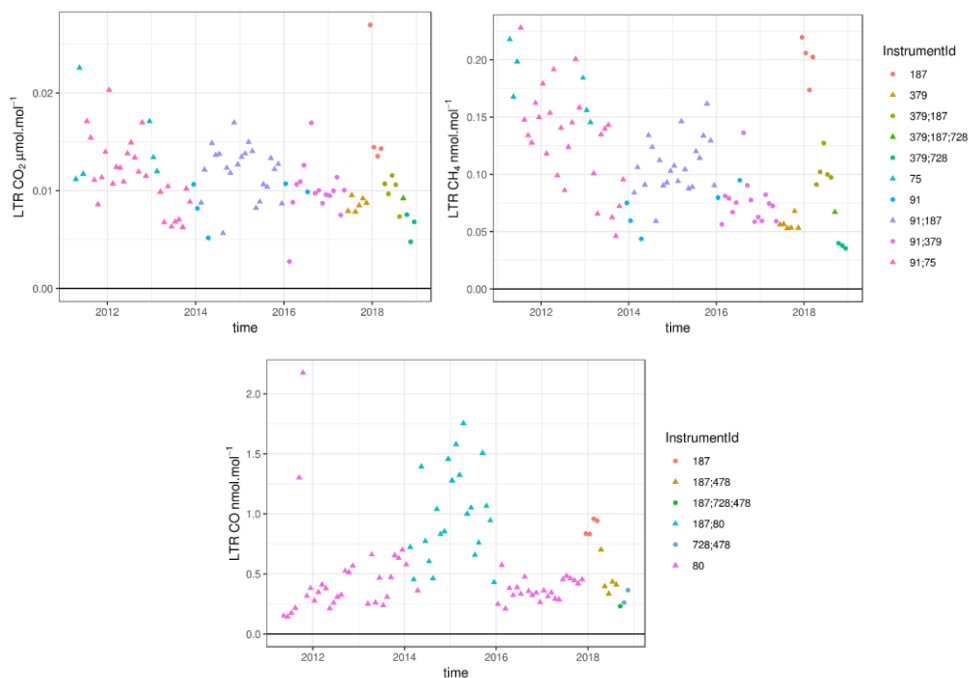 LTR CO₂ μmol.mol⁻¹
0.02
0.01
0.00
2012 2014 2016 2018
time
LTR CH₄ nmol.mol⁻¹
0.20
0.15
0.10
0.05
0.00
2012 2014 2016 2018
time
InstrumentId
187
379
379;187
379;187;728
379;728
75
91
91;187
91;379
91;75
LTR CO nmol.mol⁻¹
2.0
1.5
1.0
0.5
0.0
2012 2014 2016 2018
time
InstrumentId
187
187;478
187;728;478
187;80
728;478
80